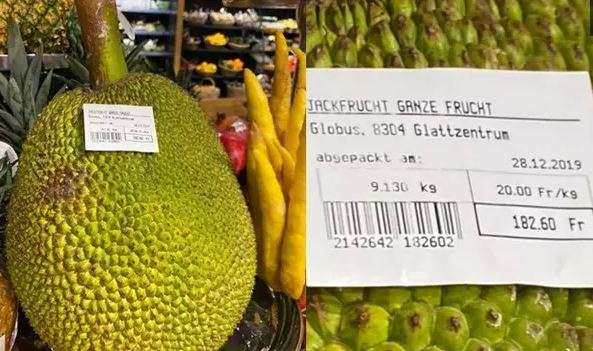 JACKFRUCHT GANZE FRUCHT
Globus, 8304 Glattzentrum
abgepackt am: 28.12.2019
9.130 kg 20.00 Fr/kg
182.60 Fr
2142642 182602